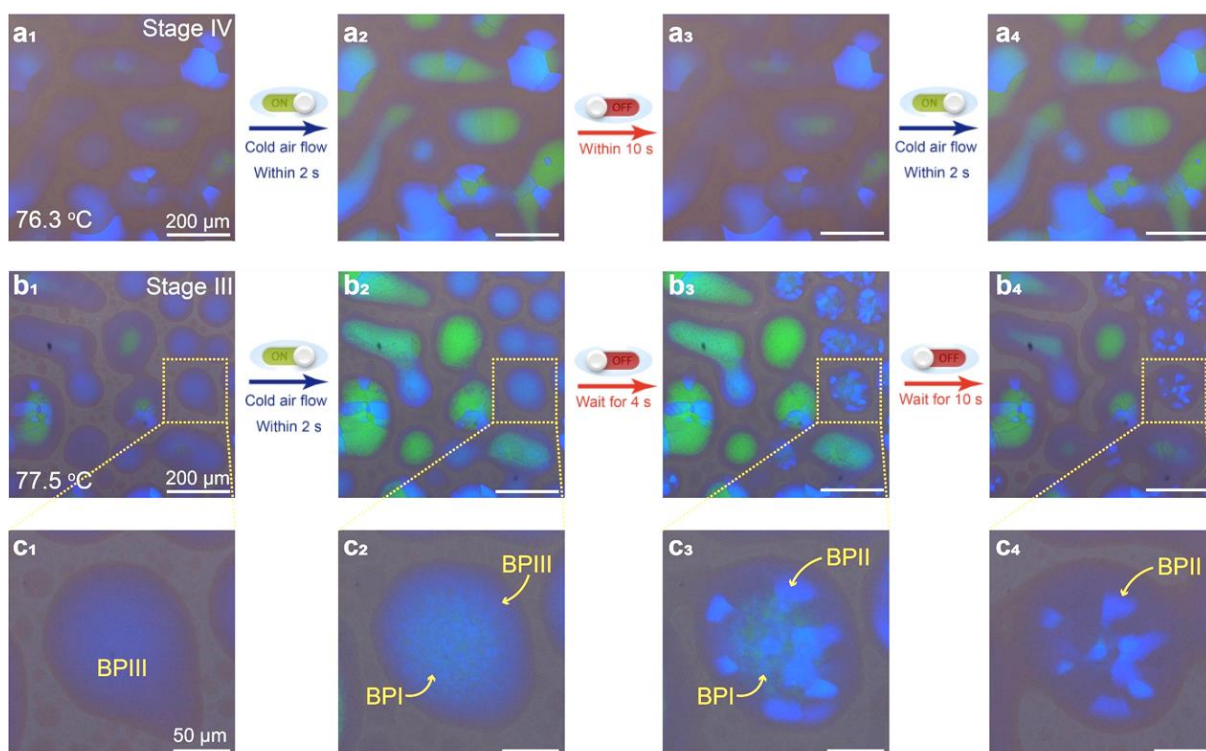 a₁
Stage IV
76.3 ºC
200 μm
ON
Cold air flow
Within 2 s
a₂
OFF
Within 10 s
a₃
ON
Cold air flow
Within 2 s
a₄
b₁
Stage III
77.5 ºC
200 μm
ON
Cold air flow
Within 2 s
b₂
OFF
Wait for 4 s
b₃
OFF
Wait for 10 s
b₄
c₁
BPIII
50 μm
c₂
BPIII
BPI
c₃
BPII
BPI
c₄
BPII